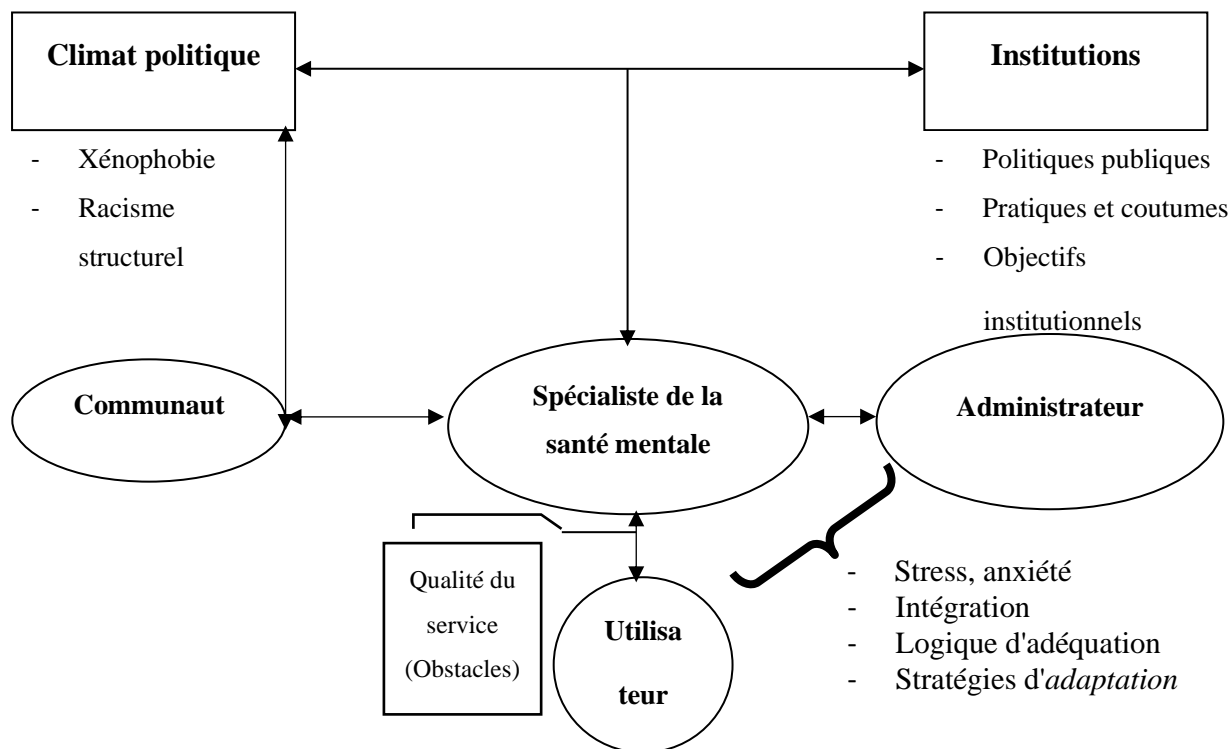 Climat politique
Institutions
- Xénophobie
- Racisme
structurel
- Politiques publiques
- Pratiques et coutumes
- Objectifs
institutionnels
Communaut
Spécialiste de la
santé mentale
Administrateur
Qualité du
service
(Obstacles)
Utilisa
teur
- Stress, anxiété
- Intégration
- Logique d'adéquation
- Stratégies d'adaptation